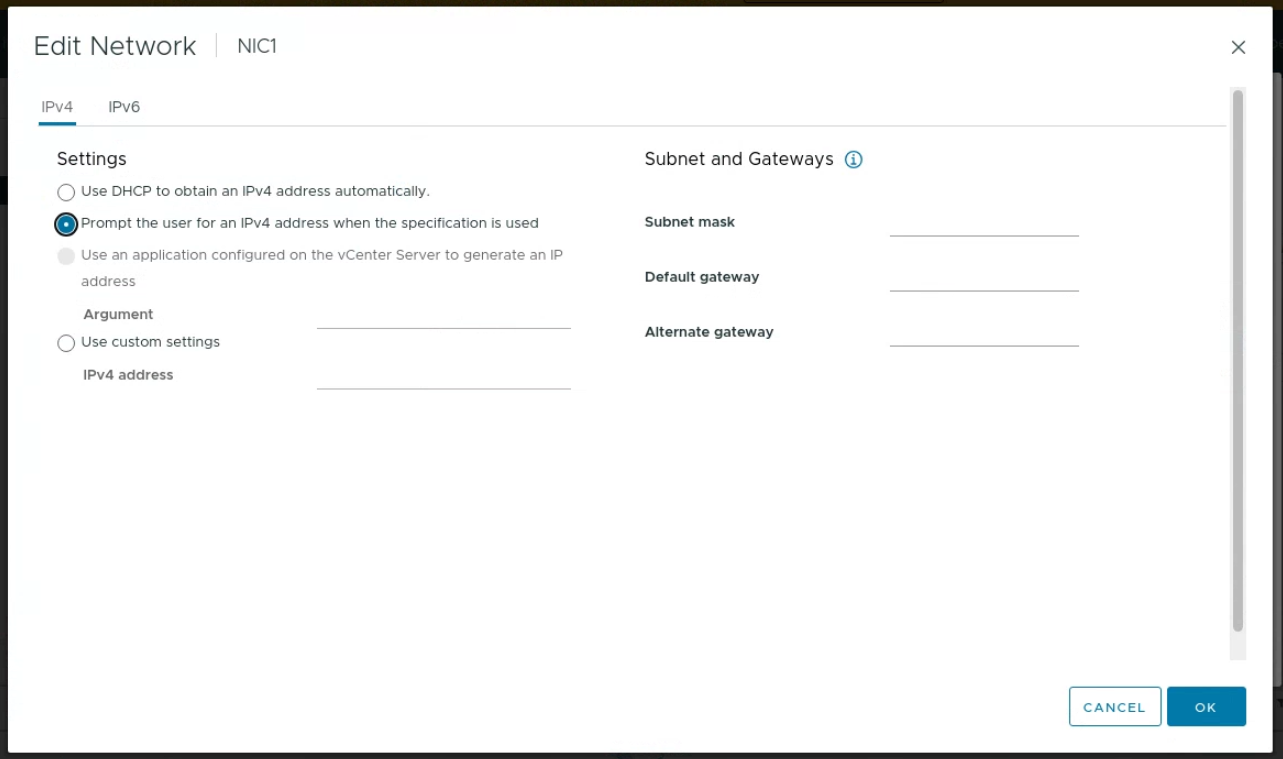 Edit Network
NIC1
IPv4
IPv6
Settings
Use DHCP to obtain an IPv4 address automatically.
Prompt the user for an IPv4 address when the specification is used
Use an application configured on the vCenter Server to generate an IP
address
Argument
Use custom settings
IPv4 address
Subnet and Gateways
Subnet mask
Default gateway
Alternate gateway
CANCEL
OK